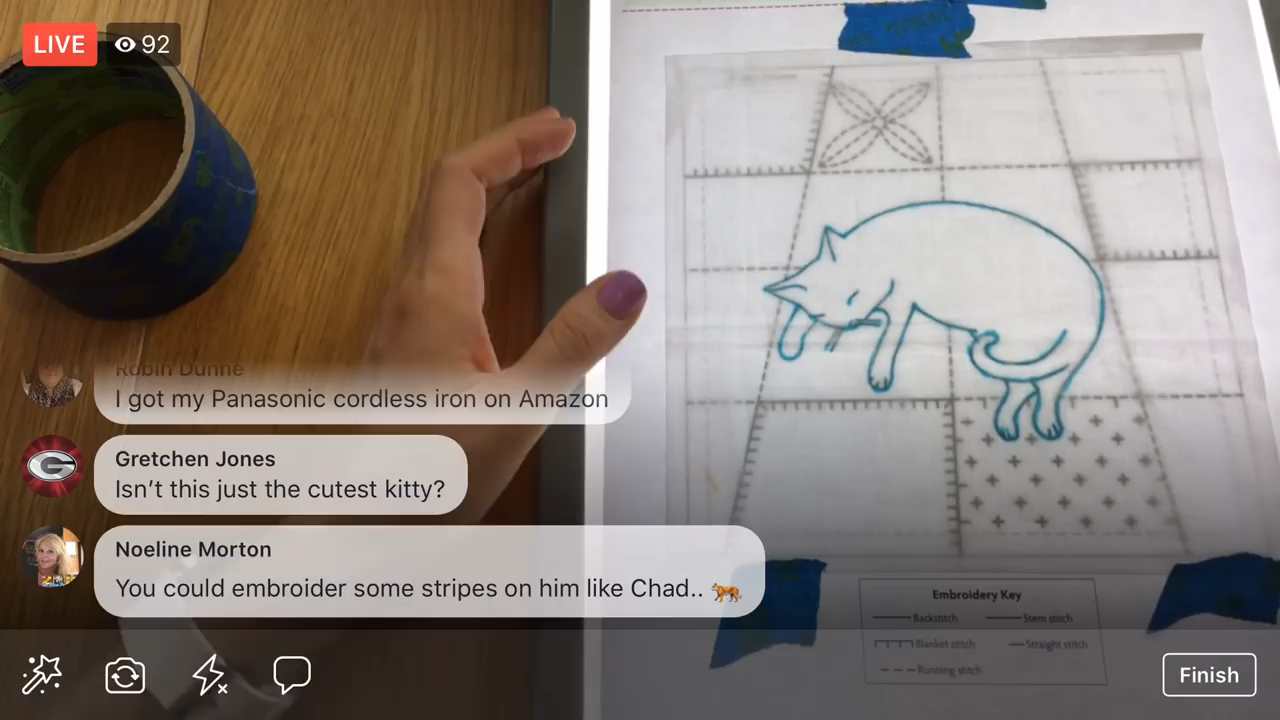 LIVE
92
Robin Dunne
I got my Panasonic cordless iron on Amazon
G
Gretchen Jones
Isn’t this just the cutest kitty?
Noeline Morton
You could embroider some stripes on him like Chad.. 🐅
Embroidery Key
Backstitch Stem stitch
Blanket stitch Straight stitch
Running stitch
Finish